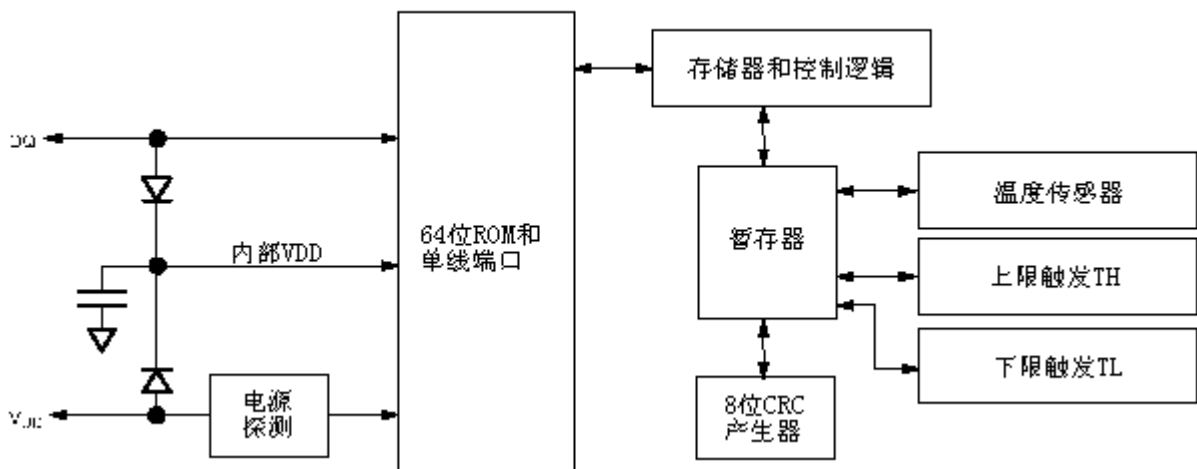 DQ
内部VDD
VDD
电源
探测
64位ROM和
单线端口
存储器和控制逻辑
暂存器
8位CRC
产生器
温度传感器
上限触发TH
下限触发TL